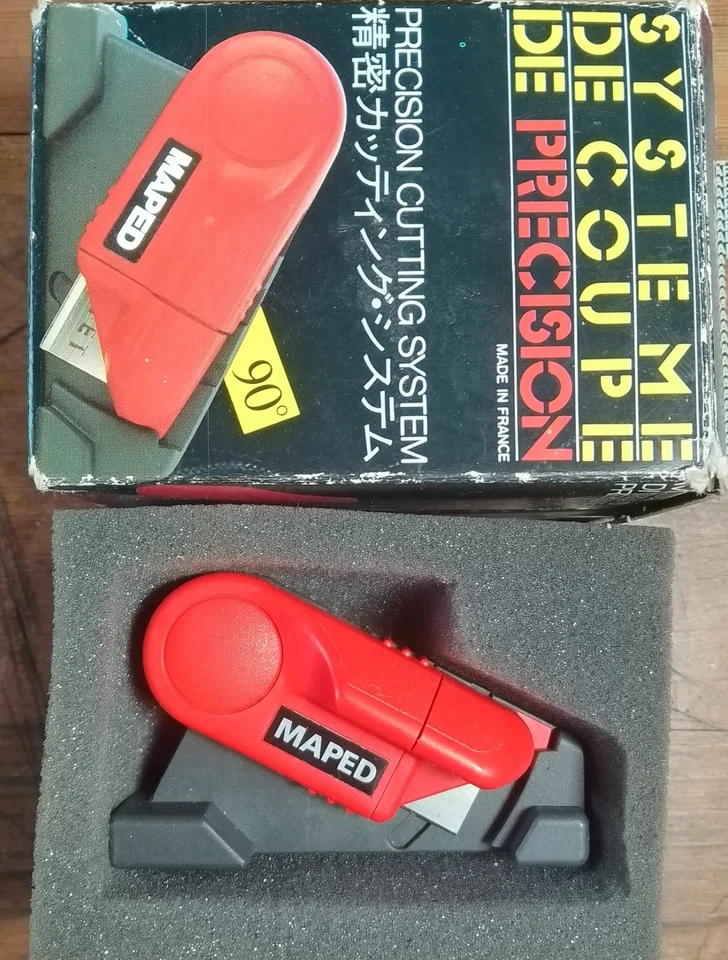 SYSTEME
DE COUPE
DE PRECISION
MADE IN FRANCE
PRECISION CUTTING SYSTEM
精密カッティング・システム
MAPED
90°
MAPED